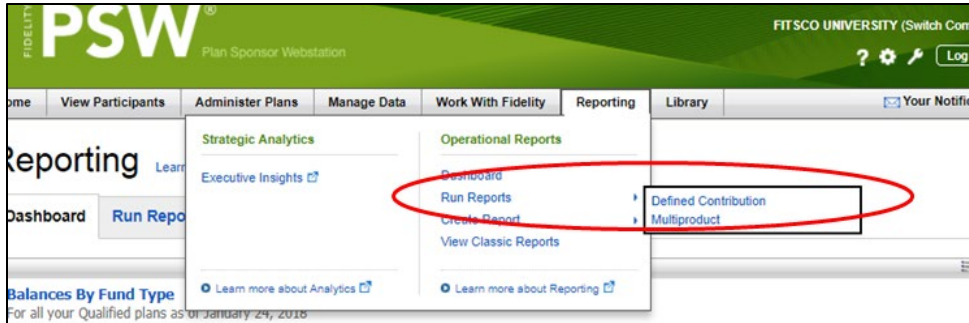 FIDELITY
PSW®
Plan Sponsor Webstation
FITSCO UNIVERSITY (Switch Com
? Log
ome View Participants Administer Plans Manage Data Work With Fidelity Reporting Library Your Notific
Reporting Learn
Dashboard Run Repo
Strategic Analytics
Executive Insights
Learn more about Analytics
Operational Reports
Dashboard
Run Reports
Create Report
View Classic Reports
Learn more about Reporting
Defined Contribution
Multiproduct
Balances By Fund Type
For all your Qualified plans as of January 24, 2018